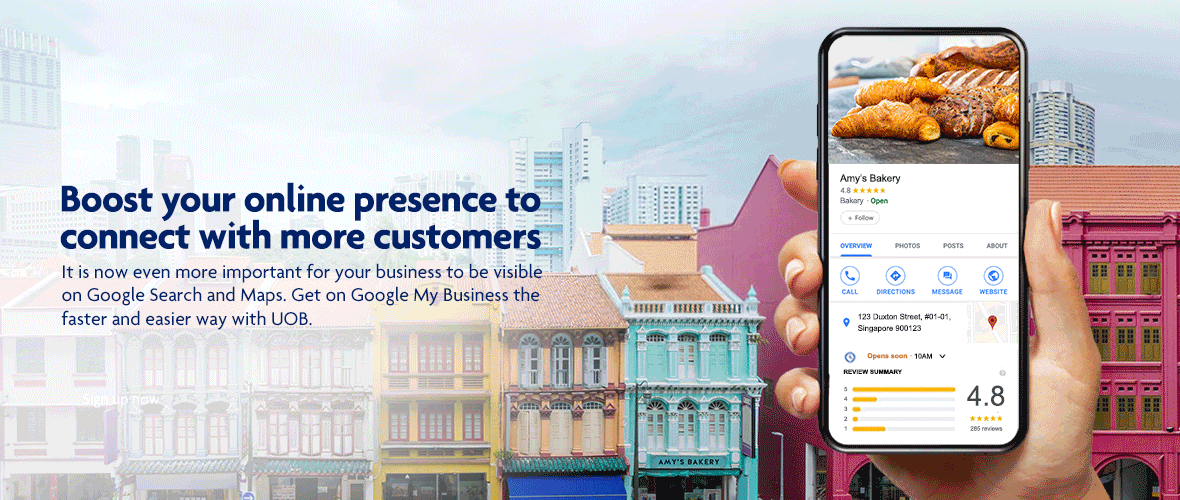 Boost your online presence to
connect with more customers
It is now even more important for your business to be visible
on Google Search and Maps. Get on Google My Business the
faster and easier way with UOB.
Sign up now
AMY'S BAKERY
Amy's Bakery
4.8
Bakery · Open
+ Follow
OVERVIEW PHOTOS POSTS ABOUT
CALL DIRECTIONS MESSAGE WEBSITE
123 Duxton Street, #01-01,
Singapore 900123
Opens soon · 10AM
REVIEW SUMMARY
5
4
3
2
1
4.8
285 reviews